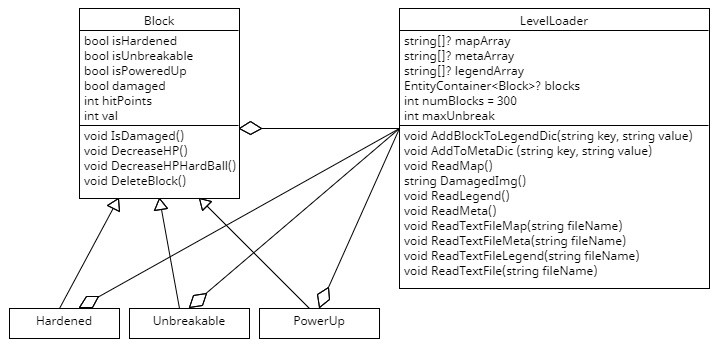 Block
bool isHardened
bool isUnbreakable
bool isPoweredUp
bool damaged
int hitPoints
int val
void IsDamaged()
void DecreaseHP()
void DecreaseHPHardBall()
void DeleteBlock()
LevelLoader
string[]? mapArray
string[]? metaArray
string[]? legendArray
EntityContainer<Block>? blocks
int numBlocks = 300
int maxUnbreak
void AddBlockToLegendDic(string key, string value)
void AddToMetaDic (string key, string value)
void ReadMap()
string DamagedImg()
void ReadLegend()
void ReadMeta()
void ReadTextFileMap(string fileName)
void ReadTextFileMeta(string fileName)
void ReadTextFileLegend(string fileName)
void ReadTextFile(string fileName)
Hardened
Unbreakable
PowerUp